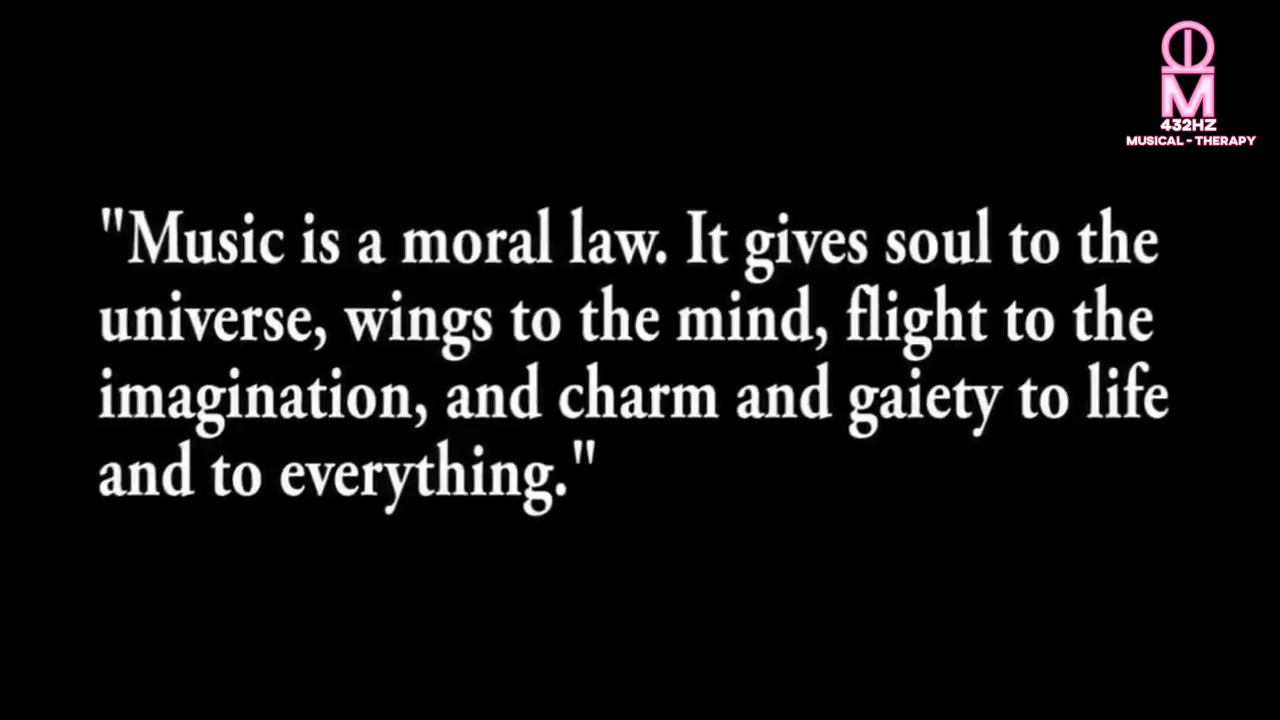 432HZ
MUSICAL - THERAPY
"Music is a moral law. It gives soul to the
universe, wings to the mind, flight to the
imagination, and charm and gaiety to life
and to everything."